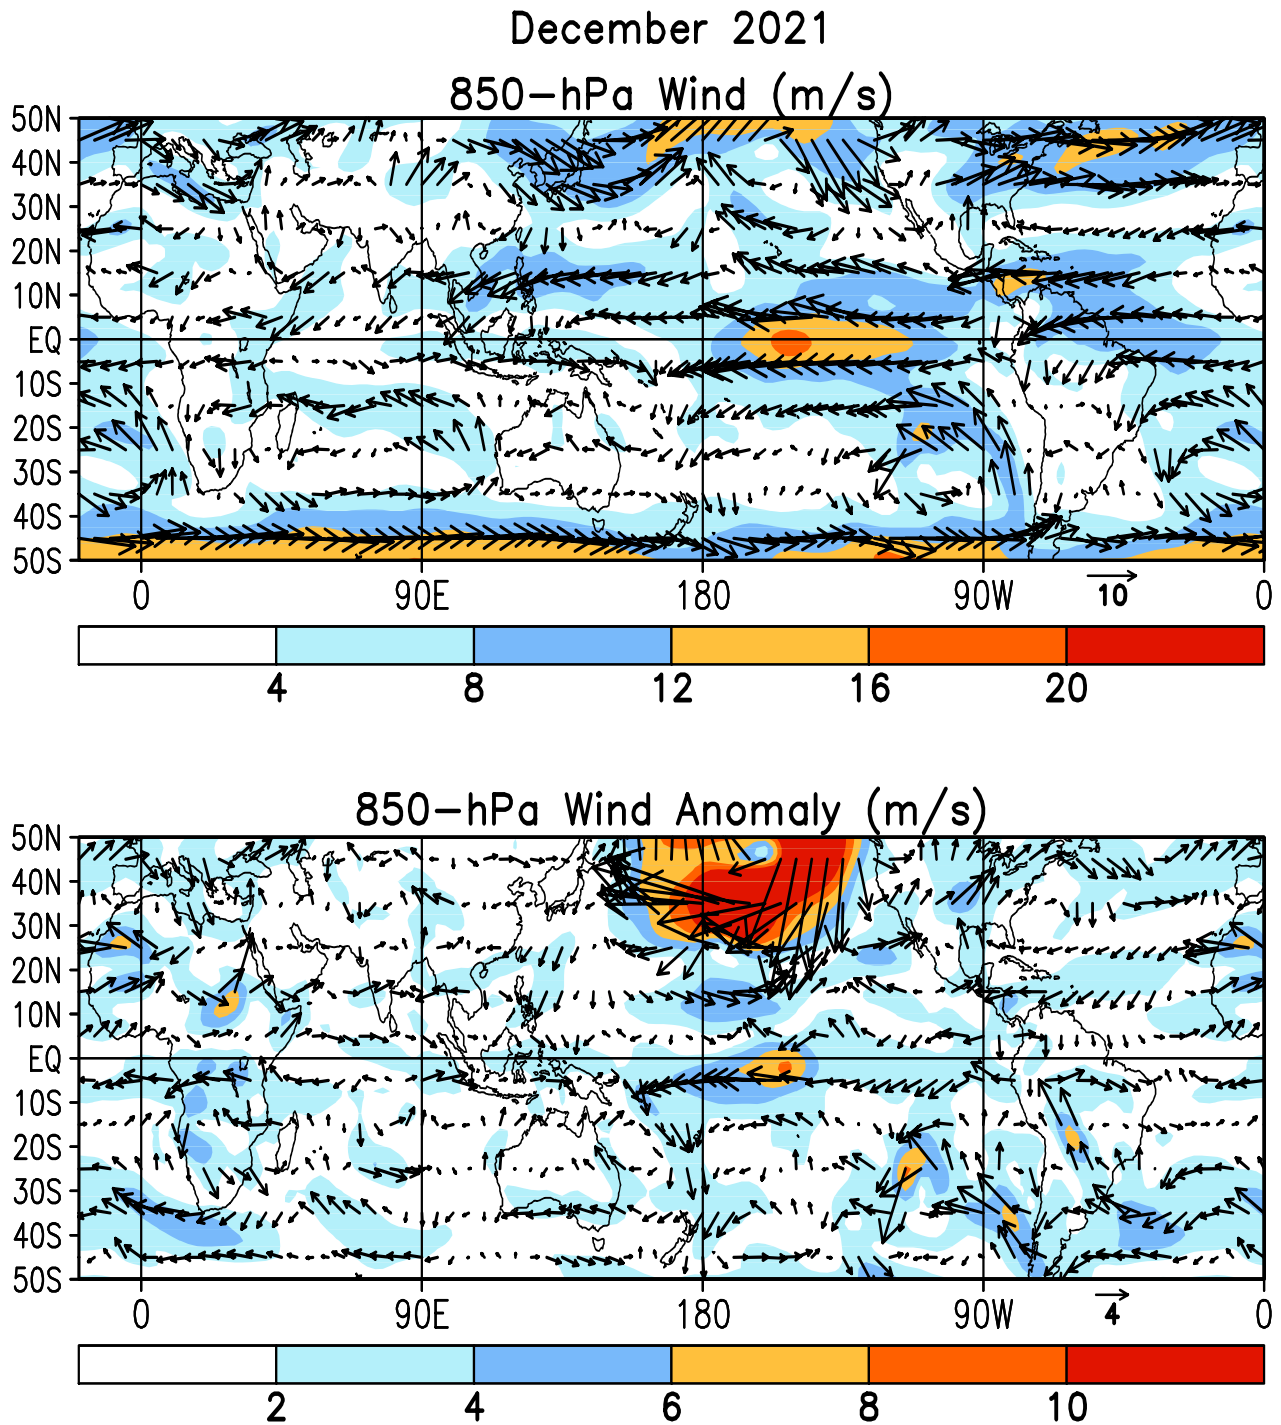 December 2021
850-hPa Wind (m/s)
50N
40N
30N
20N
10N
EQ
10S
20S
30S
40S
50S
0 90E 180 90W 0
10
4 8 12 16 20
850-hPa Wind Anomaly (m/s)
50N
40N
30N
20N
10N
EQ
10S
20S
30S
40S
50S
0 90E 180 90W 0
4
2 4 6 8 10